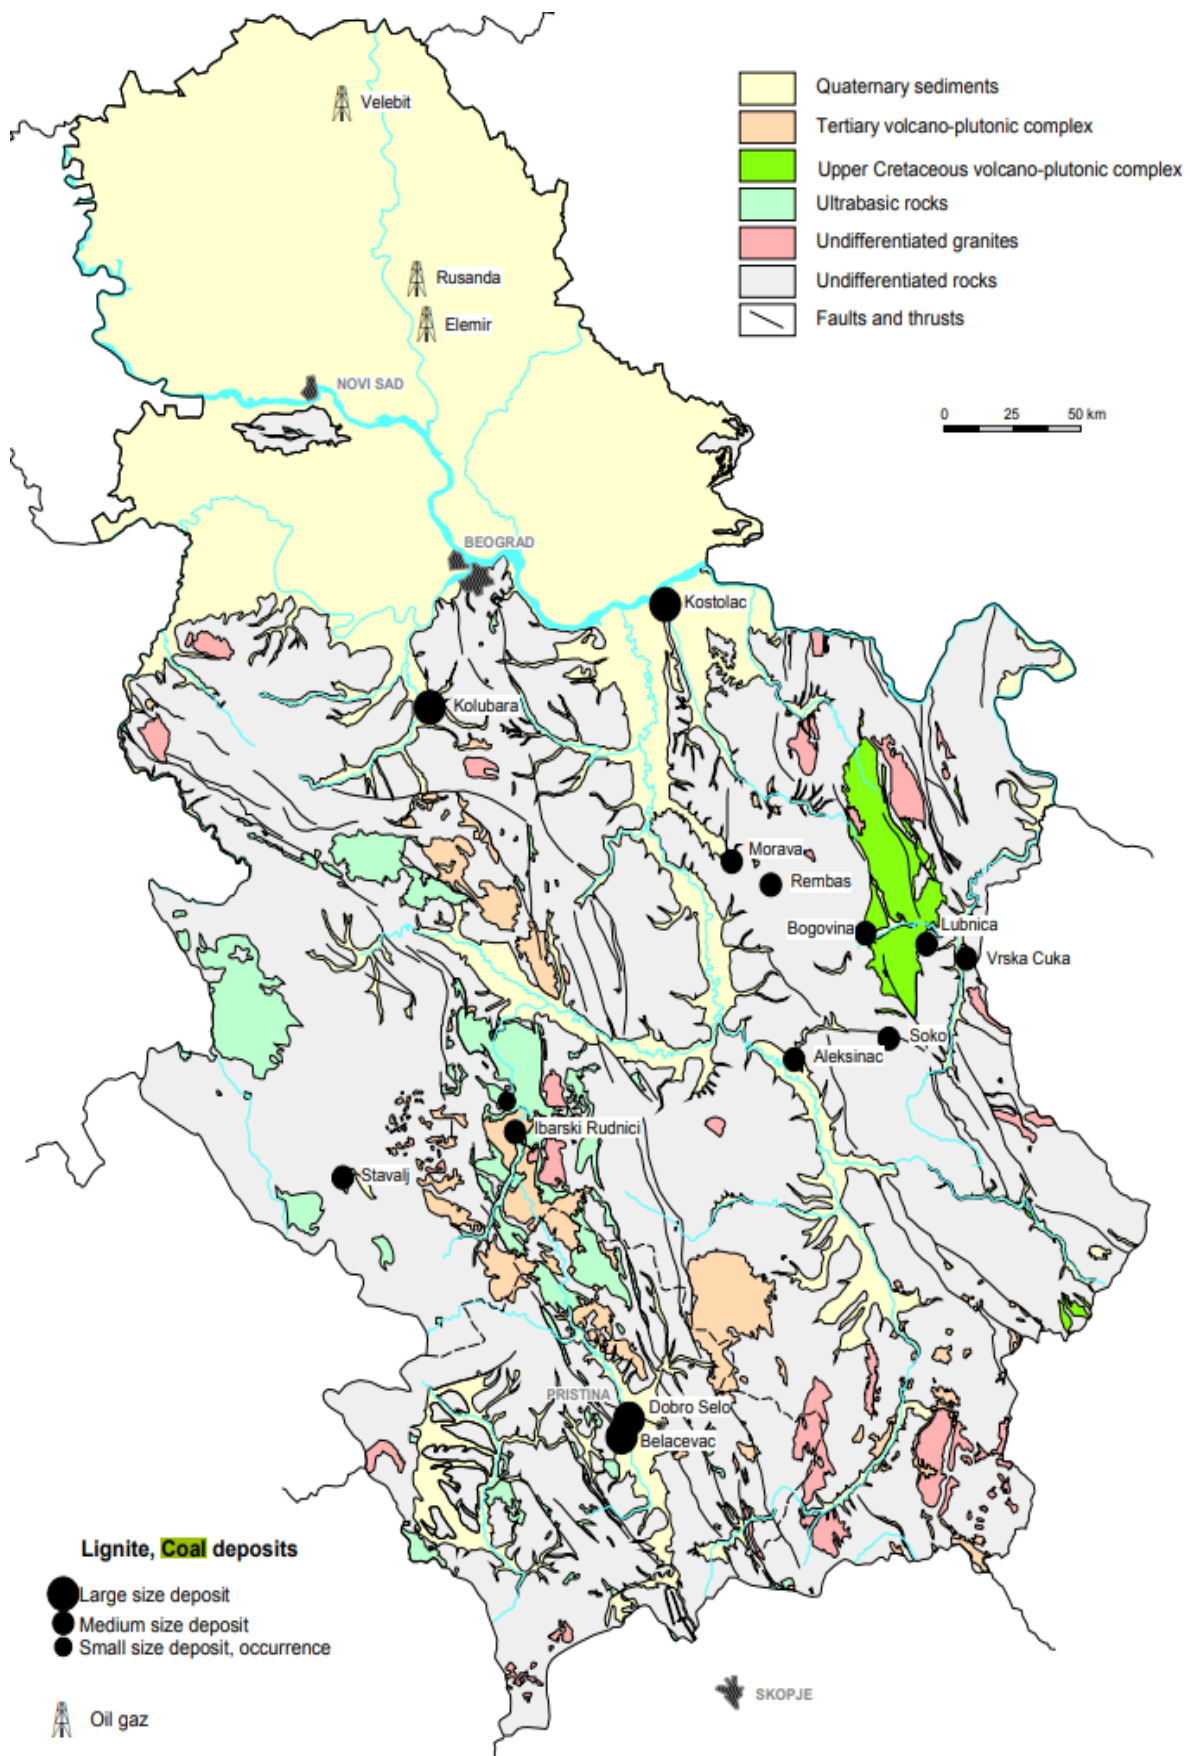 Velebit
Quaternary sediments
Tertiary volcano-plutonic complex
Upper Cretaceous volcano-plutonic complex
Ultrabasic rocks
Undifferentiated granites
Rusanda
Undifferentiated rocks
Elemir
Faults and thrusts
NOVI SAD
0 25 50 km
BEOGRAD
Kostolac
Kolubara
Morava
Rembas
Bogovina
Lubnica
Vrska Cuka
Soko
Aleksinac
Ibarski Rudnici
Stavalj
PRISTINA
Dobro Selo
Belacevac
Lignite, Coal deposits
Large size deposit
Medium size deposit
Small size deposit, occurrence
SKOPJE
Oil gaz